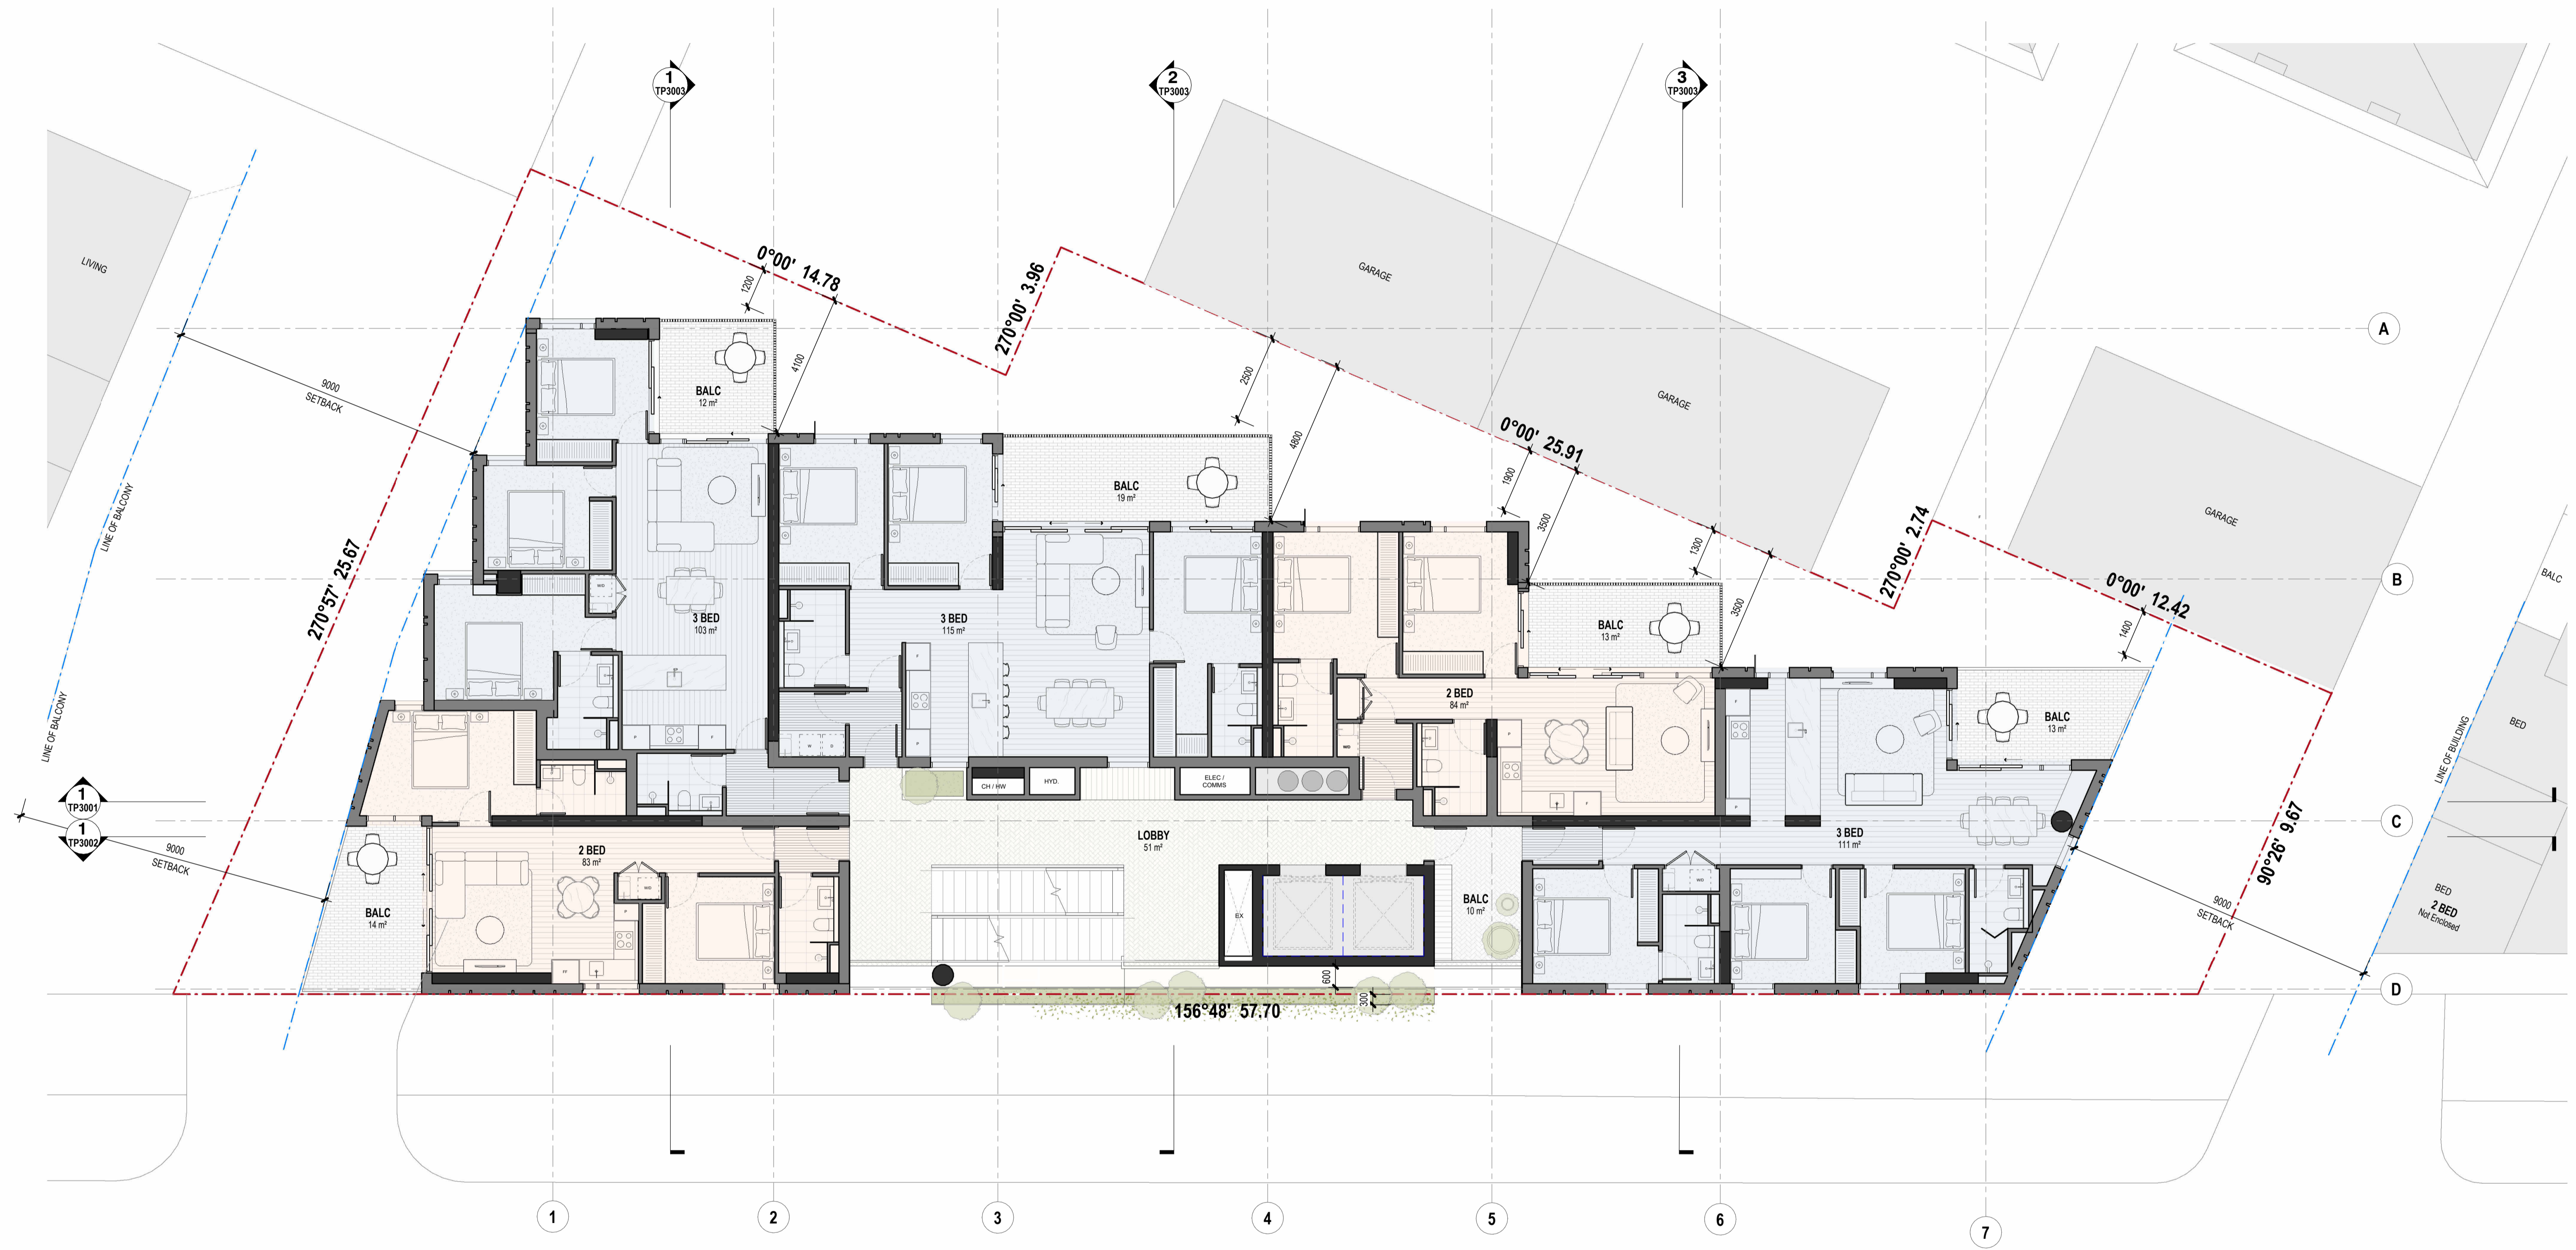 1
TP3003
2
TP3003
3
TP3003
LIVING
GARAGE
GARAGE
GARAGE
0°00' 14.78
270°00' 3.96
0°00' 25.91
270°00' 2.74
0°00' 12.42
90°26' 9.67
270°57' 25.67
156°48' 57.70
1200
4100
2500
4800
1900
3500
1300
3500
1400
9000
SETBACK
9000
SETBACK
9000
SETBACK
600
300
LINE OF BALCONY
LINE OF BALCONY
LINE OF BUILDING
A
B
C
D
BALC
12 m²
BALC
19 m²
BALC
13 m²
BALC
13 m²
BALC
14 m²
BALC
10 m²
3 BED
103 m²
3 BED
115 m²
2 BED
84 m²
3 BED
111 m²
2 BED
83 m²
LOBBY
51 m²
CH / HW
HYD.
ELEC /
COMMS
EX
WD
P
F
F
P
W
D
WD
P
F
F
P
WD
P
FF
WD
BALC
BED
BED
2 BED
Not Enclosed
1
TP3001
1
TP3002
1
2
3
4
5
6
7